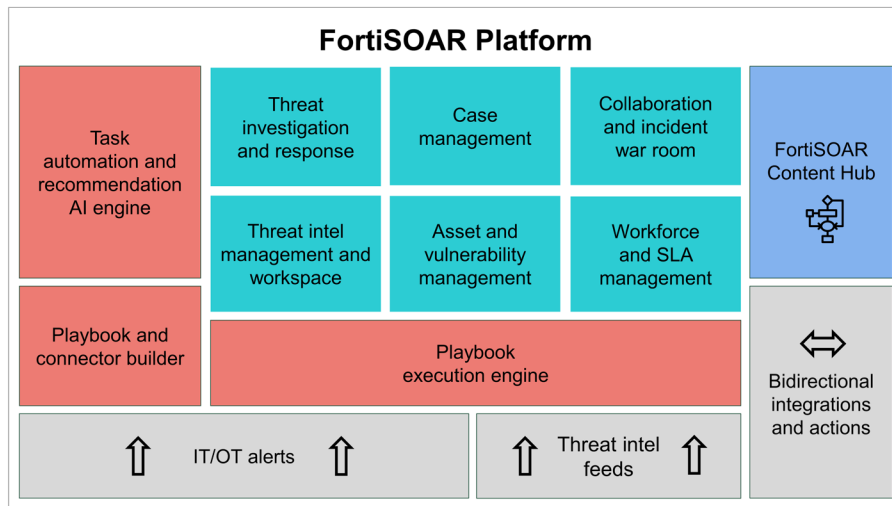 FortiSOAR Platform
Task
automation and
recommendation
AI engine
Threat
investigation
and response
Case
management
Collaboration
and incident
war room
FortiSOAR
Content Hub
Threat intel
management and
workspace
Asset and
vulnerability
management
Workforce
and SLA
management
Playbook and
connector builder
Playbook
execution engine
Bidirectional
integrations
and actions
IT/OT alerts
Threat intel
feeds